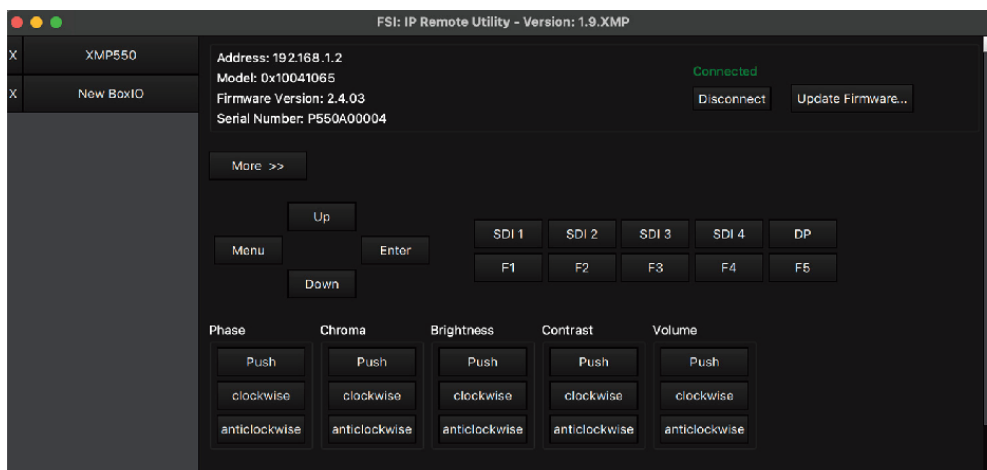 FSI: IP Remote Utility - Version: 1.9.XMP
X XMP550
X New BoxIO
Address: 192.168.1.2
Model: 0x10041065
Firmware Version: 2.4.03
Serial Number: P550A00004
Connected
Disconnect Update Firmware...
More >>
Up
Menu Enter
Down
SDI 1 SDI 2 SDI 3 SDI 4 DP
F1 F2 F3 F4 F5
Phase Chroma Brightness Contrast Volume
Push Push Push Push Push
clockwise clockwise clockwise clockwise clockwise
anticlockwise anticlockwise anticlockwise anticlockwise anticlockwise